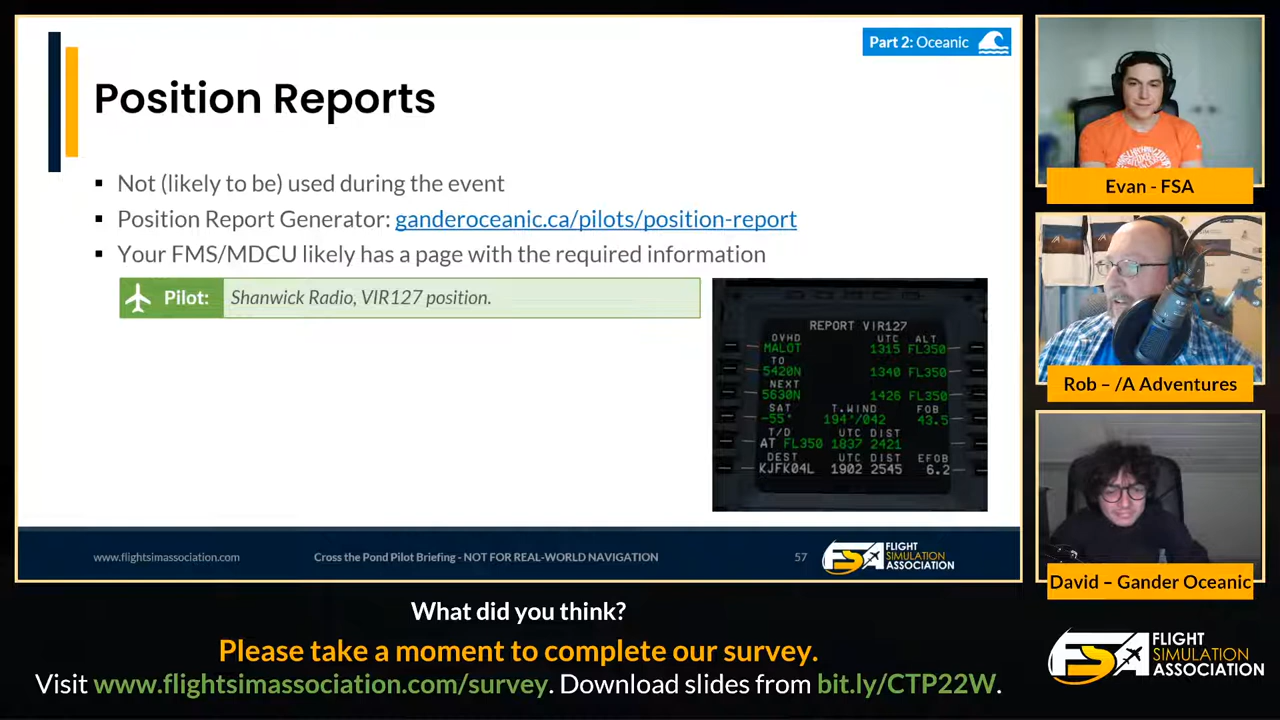 Part 2: Oceanic
Position Reports
▪ Not (likely to be) used during the event
▪ Position Report Generator: ganderoceanic.ca/pilots/position-report
▪ Your FMS/MDCU likely has a page with the required information
Pilot: Shanwick Radio, VIR127 position.
REPORT VIR127
OVHD UTC ALT
MALOT 1315 FL350
TO
5420N 1340 FL350
NEXT
5630N 1426 FL350
SAT T.WIND FOB
-55° 194°/042 43.5
T/D UTC DIST
AT FL350 1837 2421
DEST UTC DIST EFOB
KJFK04L 1902 2545 6.2
www.flightsimassociation.com
Cross the Pond Pilot Briefing - NOT FOR REAL-WORLD NAVIGATION
57
FSA FLIGHT
SIMULATION
ASSOCIATION
Evan - FSA
Rob – /A Adventures
David – Gander Oceanic
What did you think?
Please take a moment to complete our survey.
Visit www.flightsimassociation.com/survey. Download slides from bit.ly/CTP22W.
FSA FLIGHT
SIMULATION
ASSOCIATION